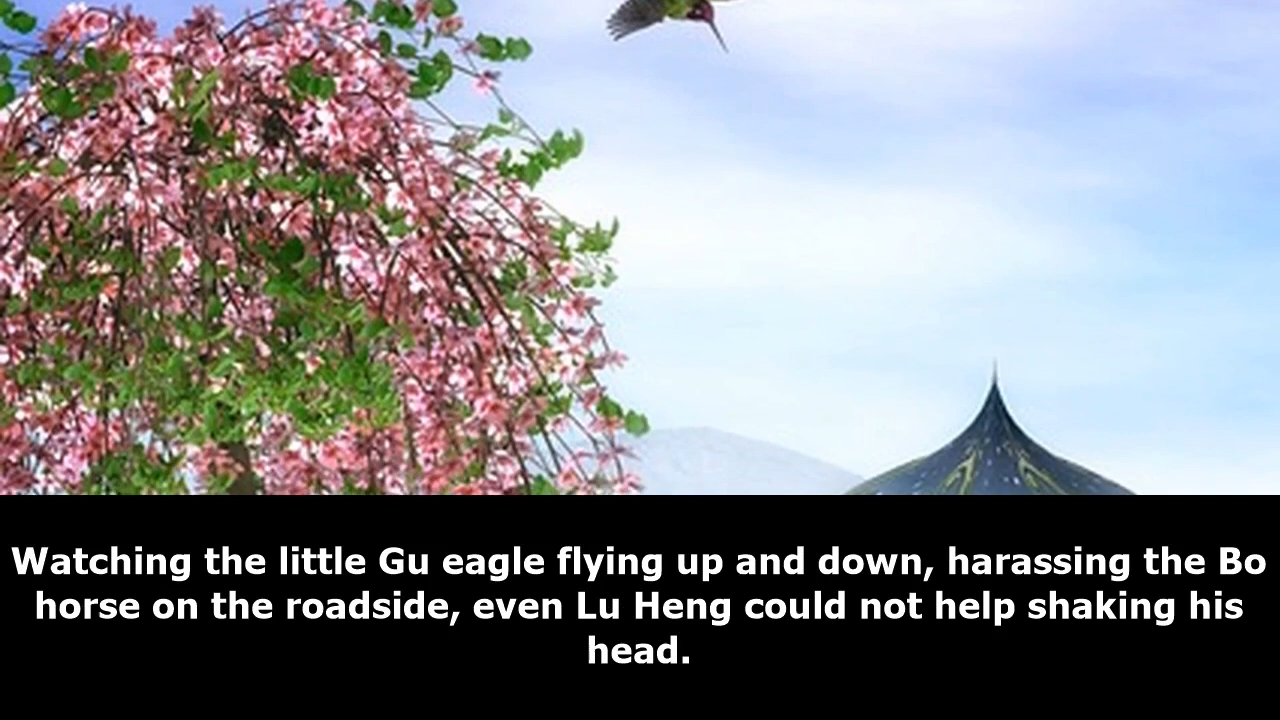 Watching the little Gu eagle flying up and down, harassing the Bo
horse on the roadside, even Lu Heng could not help shaking his
head.